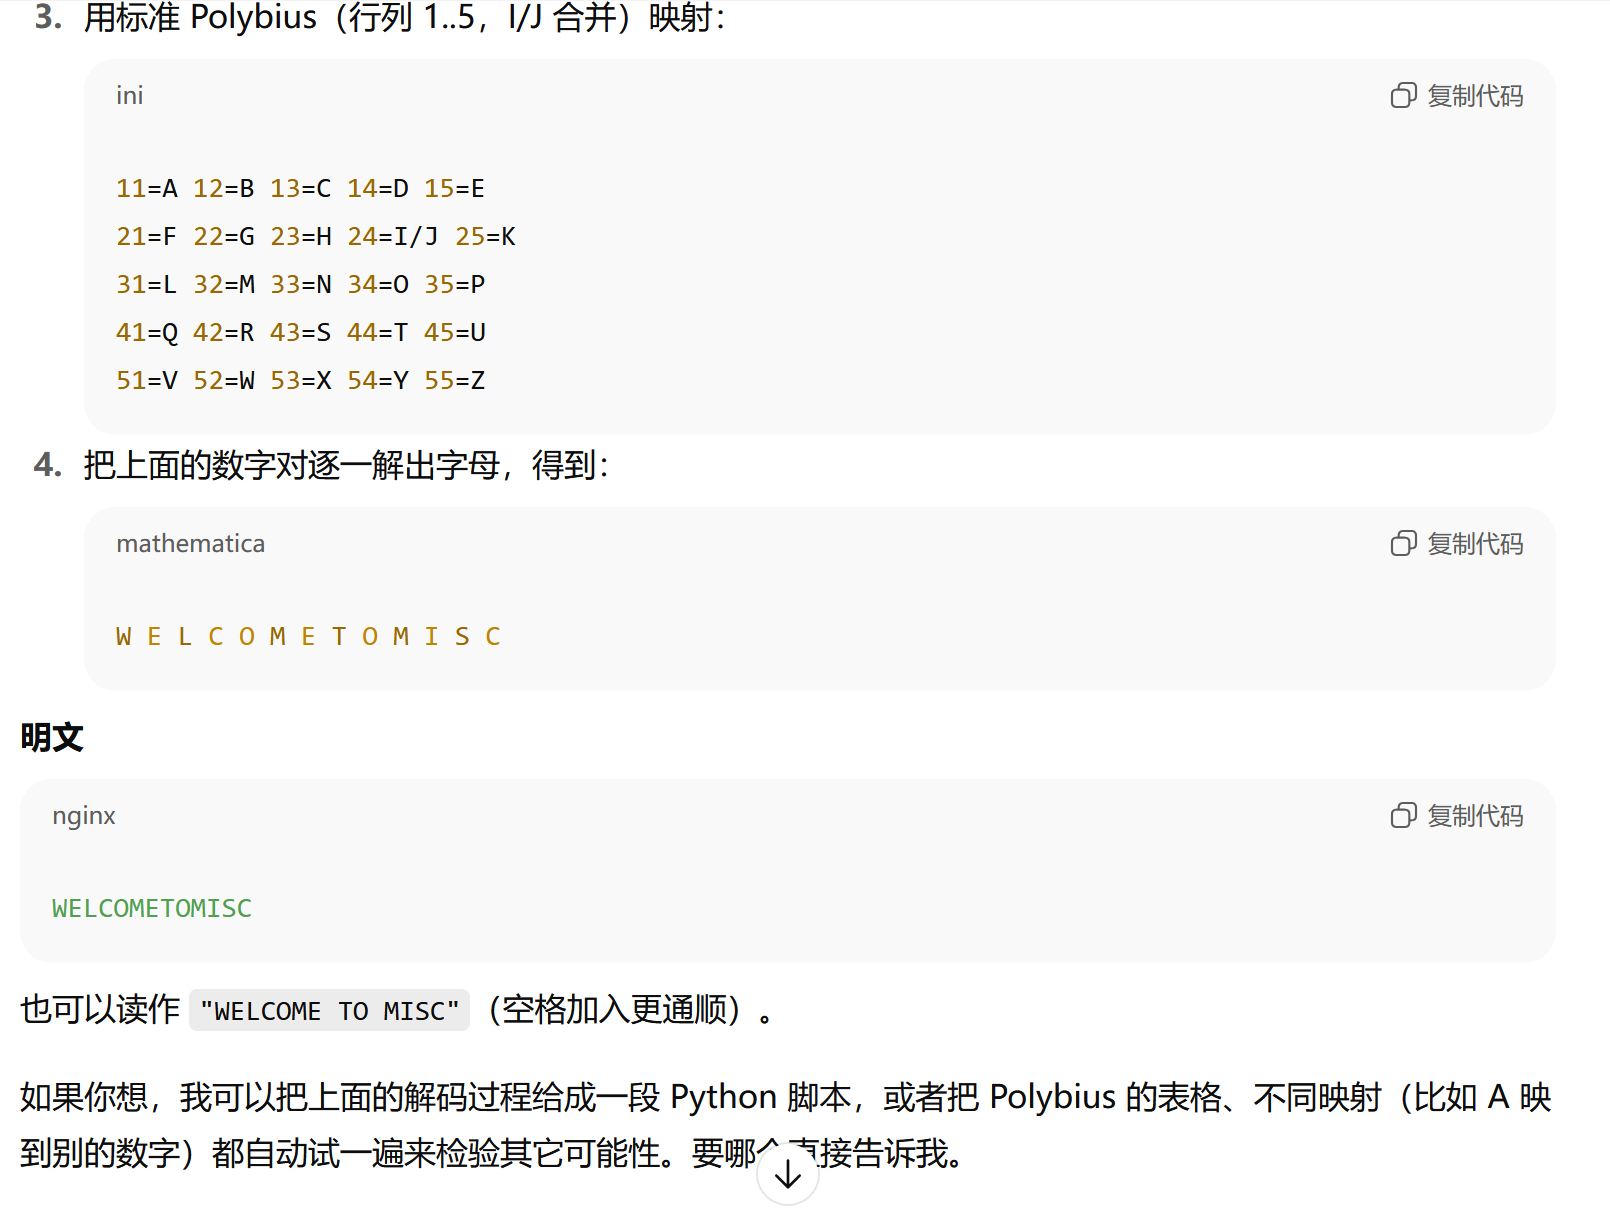 3. 用标准 Polybius（行列 1..5，I/J 合并）映射：
ini
复制代码
11=A 12=B 13=C 14=D 15=E
21=F 22=G 23=H 24=I/J 25=K
31=L 32=M 33=N 34=O 35=P
41=Q 42=R 43=S 44=T 45=U
51=V 52=W 53=X 54=Y 55=Z
4. 把上面的数字对逐一解出字母，得到：
mathematica
复制代码
W E L C O M E T O M I S C
明文
nginx
复制代码
WELCOMETOMISC
也可以读作 "WELCOME TO MISC"（空格加入更通顺）。
如果你想，我可以把上面的解码过程给成一段 Python 脚本，或者把 Polybius 的表格、不同映射（比如 A 映
到别的数字）都自动试一遍来检验其它可能性。要哪个直接告诉我。